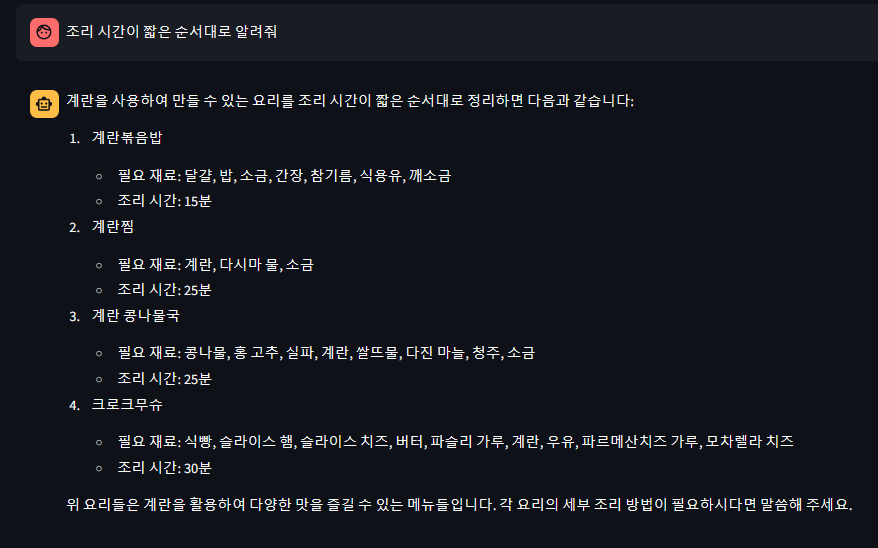 조리 시간이 짧은 순서대로 알려줘
계란을 사용하여 만들 수 있는 요리를 조리 시간이 짧은 순서대로 정리하면 다음과 같습니다:
1. 계란볶음밥
◦ 필요 재료: 달걀, 밥, 소금, 간장, 참기름, 식용유, 깨소금
◦ 조리 시간: 15분
2. 계란찜
◦ 필요 재료: 계란, 다시마 물, 소금
◦ 조리 시간: 25분
3. 계란 콩나물국
◦ 필요 재료: 콩나물, 홍 고추, 실파, 계란, 쌀뜨물, 다진 마늘, 청주, 소금
◦ 조리 시간: 25분
4. 크로크무슈
◦ 필요 재료: 식빵, 슬라이스 햄, 슬라이스 치즈, 버터, 파슬리 가루, 계란, 우유, 파르메산치즈 가루, 모차렐라 치즈
◦ 조리 시간: 30분
위 요리들은 계란을 활용하여 다양한 맛을 즐길 수 있는 메뉴들입니다. 각 요리의 세부 조리 방법이 필요하시다면 말씀해 주세요.